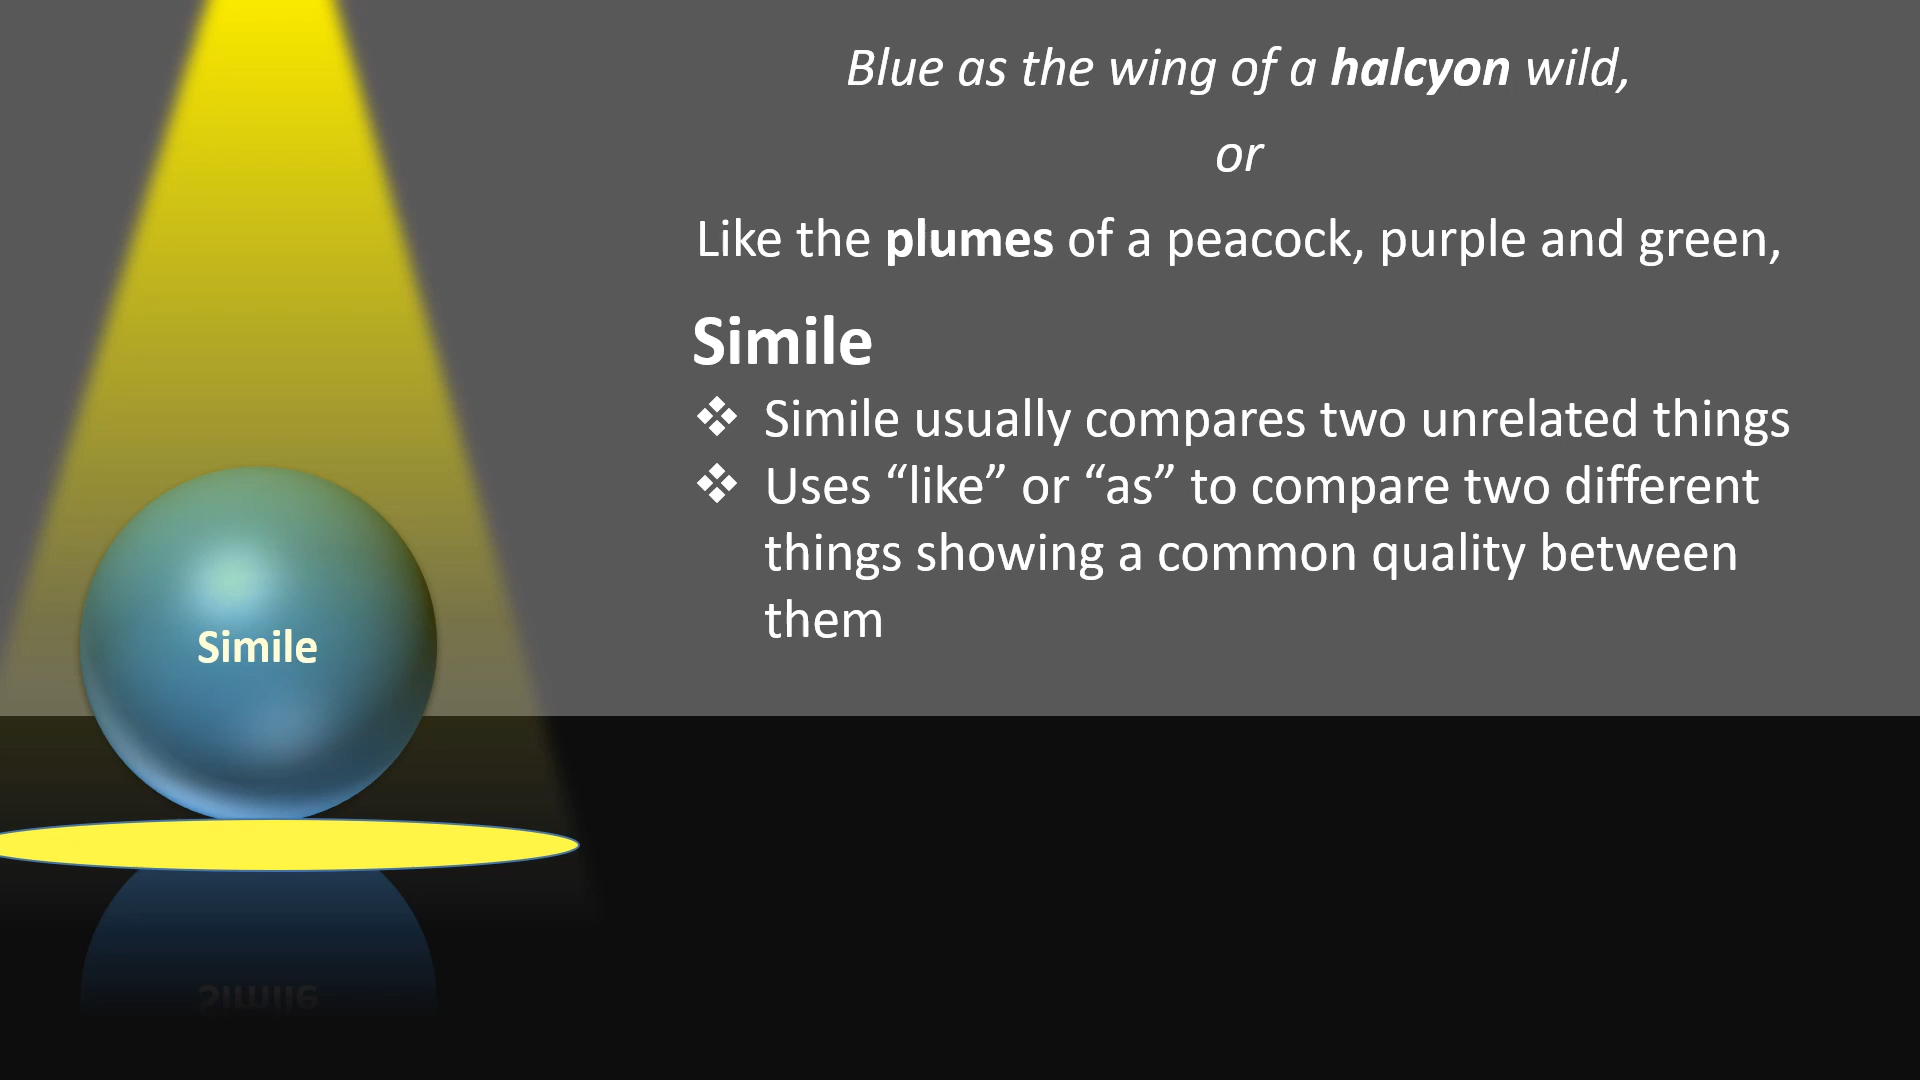 Blue as the wing of a halcyon wild,
or
Like the plumes of a peacock, purple and green,
Simile
❖ Simile usually compares two unrelated things
❖ Uses “like” or “as” to compare two different
things showing a common quality between
them
Simile
Simile